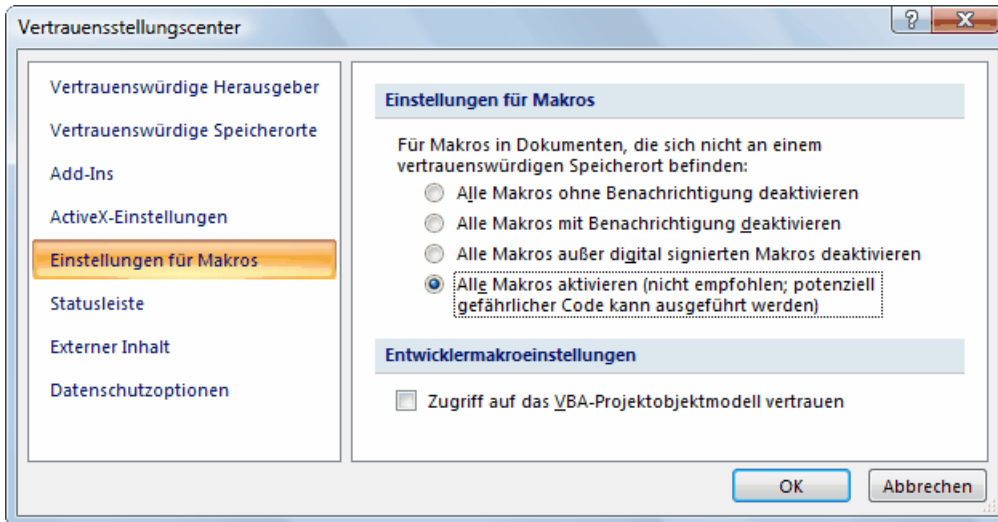 Vertrauensstellungscenter
Vertrauenswürdige Herausgeber
Vertrauenswürdige Speicherorte
Add-Ins
ActiveX-Einstellungen
Einstellungen für Makros
Statusleiste
Externer Inhalt
Datenschutzoptionen
Einstellungen für Makros
Für Makros in Dokumenten, die sich nicht an einem
vertrauenswürdigen Speicherort befinden:
Alle Makros ohne Benachrichtigung deaktivieren
Alle Makros mit Benachrichtigung deaktivieren
Alle Makros außer digital signierten Makros deaktivieren
Alle Makros aktivieren (nicht empfohlen; potenziell
gefährlicher Code kann ausgeführt werden)
Entwicklermakroeinstellungen
Zugriff auf das VBA-Projektobjektmodell vertrauen
OK
Abbrechen